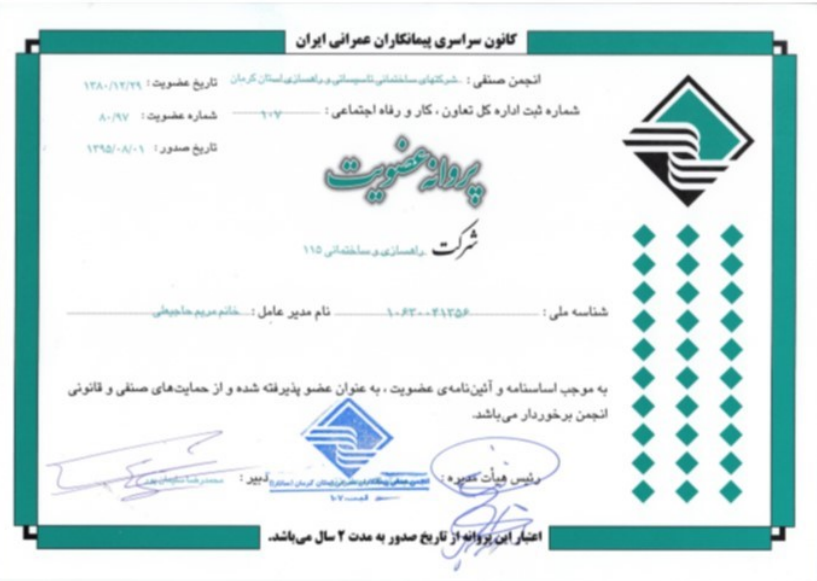 کانون سراسری پیمانکاران عمرانی ایران
انجمن صنفی : شرکتهای ساختمانی تاسیساتی و راهسازی استان کرمان
تاریخ عضویت : ۱۳۸۰/۱۲/۲۹
شماره ثبت اداره کل تعاون ، کار و رفاه اجتماعی : ۱۰۷
شماره عضویت : ۸۰/۹۷
تاریخ صدور : ۱۳۹۵/۰۸/۰۱
پروانه عضویت
شرکت راهسازی و ساختمانی ۱۱۵
شناسه ملی : ۱۰۶۳۰۰۴۱۳۵۶ نام مدیر عامل : خانم مریم حاجیعلی
به موجب اساسنامه و آئین‌نامه‌ی عضویت ، به عنوان عضو پذیرفته شده و از حمایت‌های صنفی و قانونی
انجمن برخوردار می‌باشد.
رئیس هیأت مدیره :
دبیر : محمدرضا سلیمان پور
اعتبار این پروانه از تاریخ صدور به مدت ۲ سال می‌باشد.